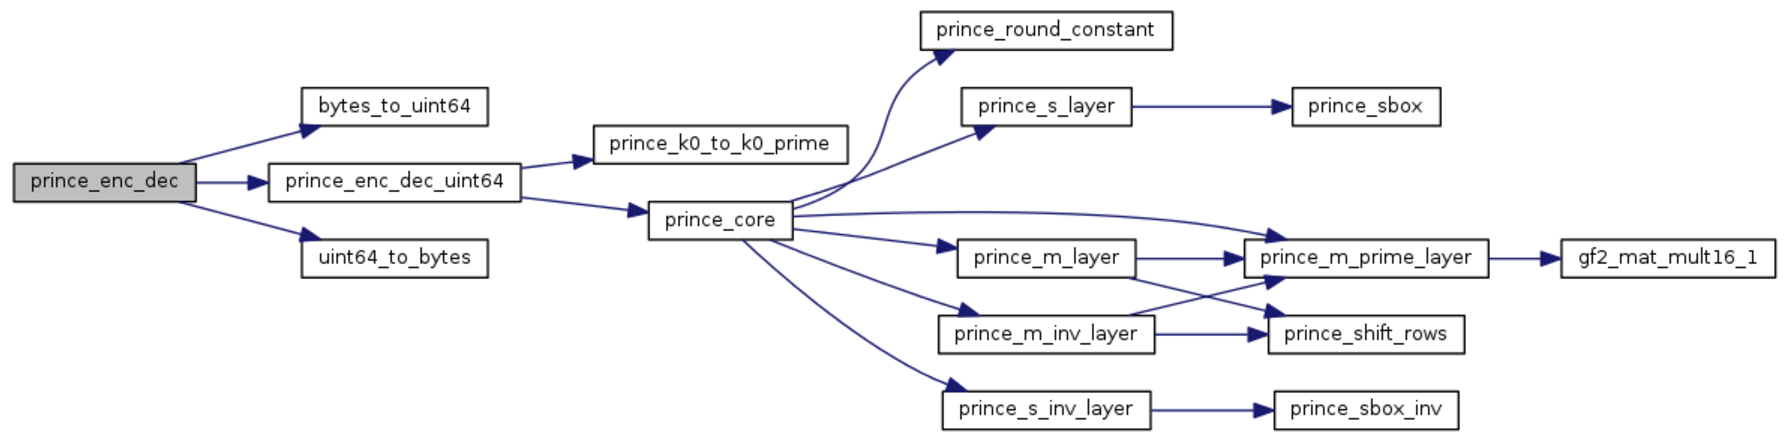 prince_round_constant
bytes_to_uint64
prince_s_layer
prince_sbox
prince_k0_to_k0_prime
prince_enc_dec
prince_enc_dec_uint64
prince_core
uint64_to_bytes
prince_m_layer
prince_m_prime_layer
gf2_mat_mult16_1
prince_m_inv_layer
prince_shift_rows
prince_s_inv_layer
prince_sbox_inv